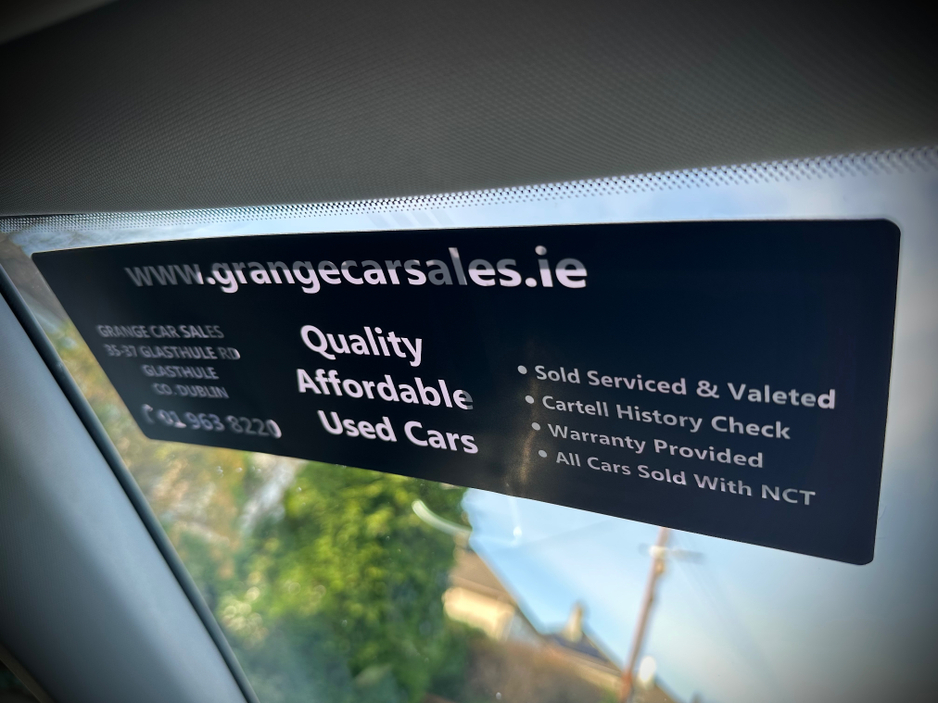 www.grangecarsales.ie
GRANGE CAR SALES
35-37 GLASTHULE RD
GLASTHULE
CO. DUBLIN
01 963 8220
Quality
Affordable
Used Cars
• Sold Serviced & Valeted
• Cartell History Check
• Warranty Provided
• All Cars Sold With NCT